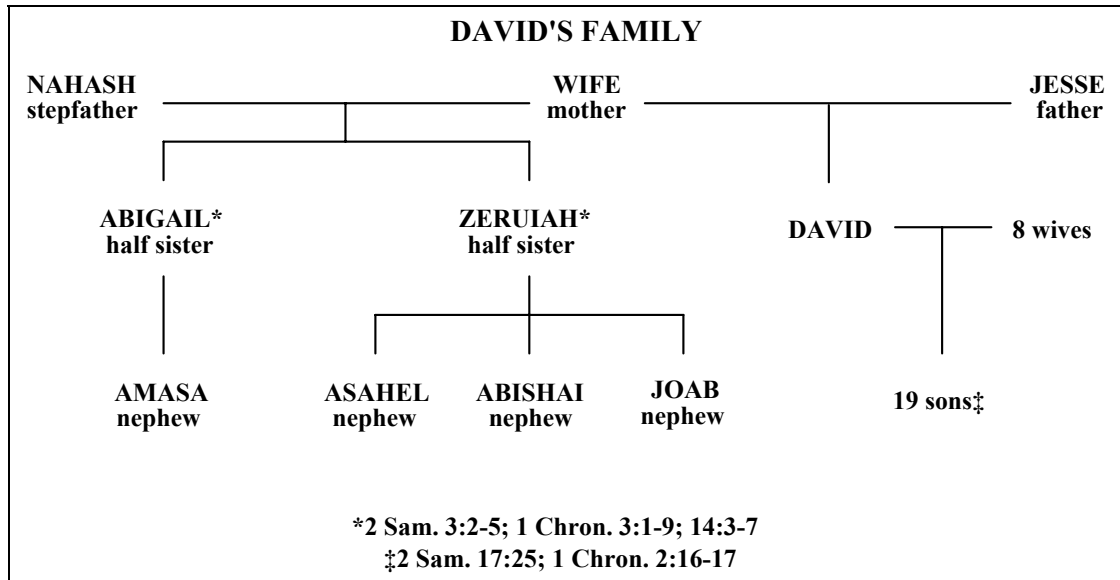 DAVID'S FAMILY
NAHASH
stepfather
WIFE
mother
JESSE
father
ABIGAIL*
half sister
ZERUIAH*
half sister
DAVID
8 wives
AMASA
nephew
ASAHEL
nephew
ABISHAI
nephew
JOAB
nephew
19 sons‡
*2 Sam. 3:2-5; 1 Chron. 3:1-9; 14:3-7
‡2 Sam. 17:25; 1 Chron. 2:16-17